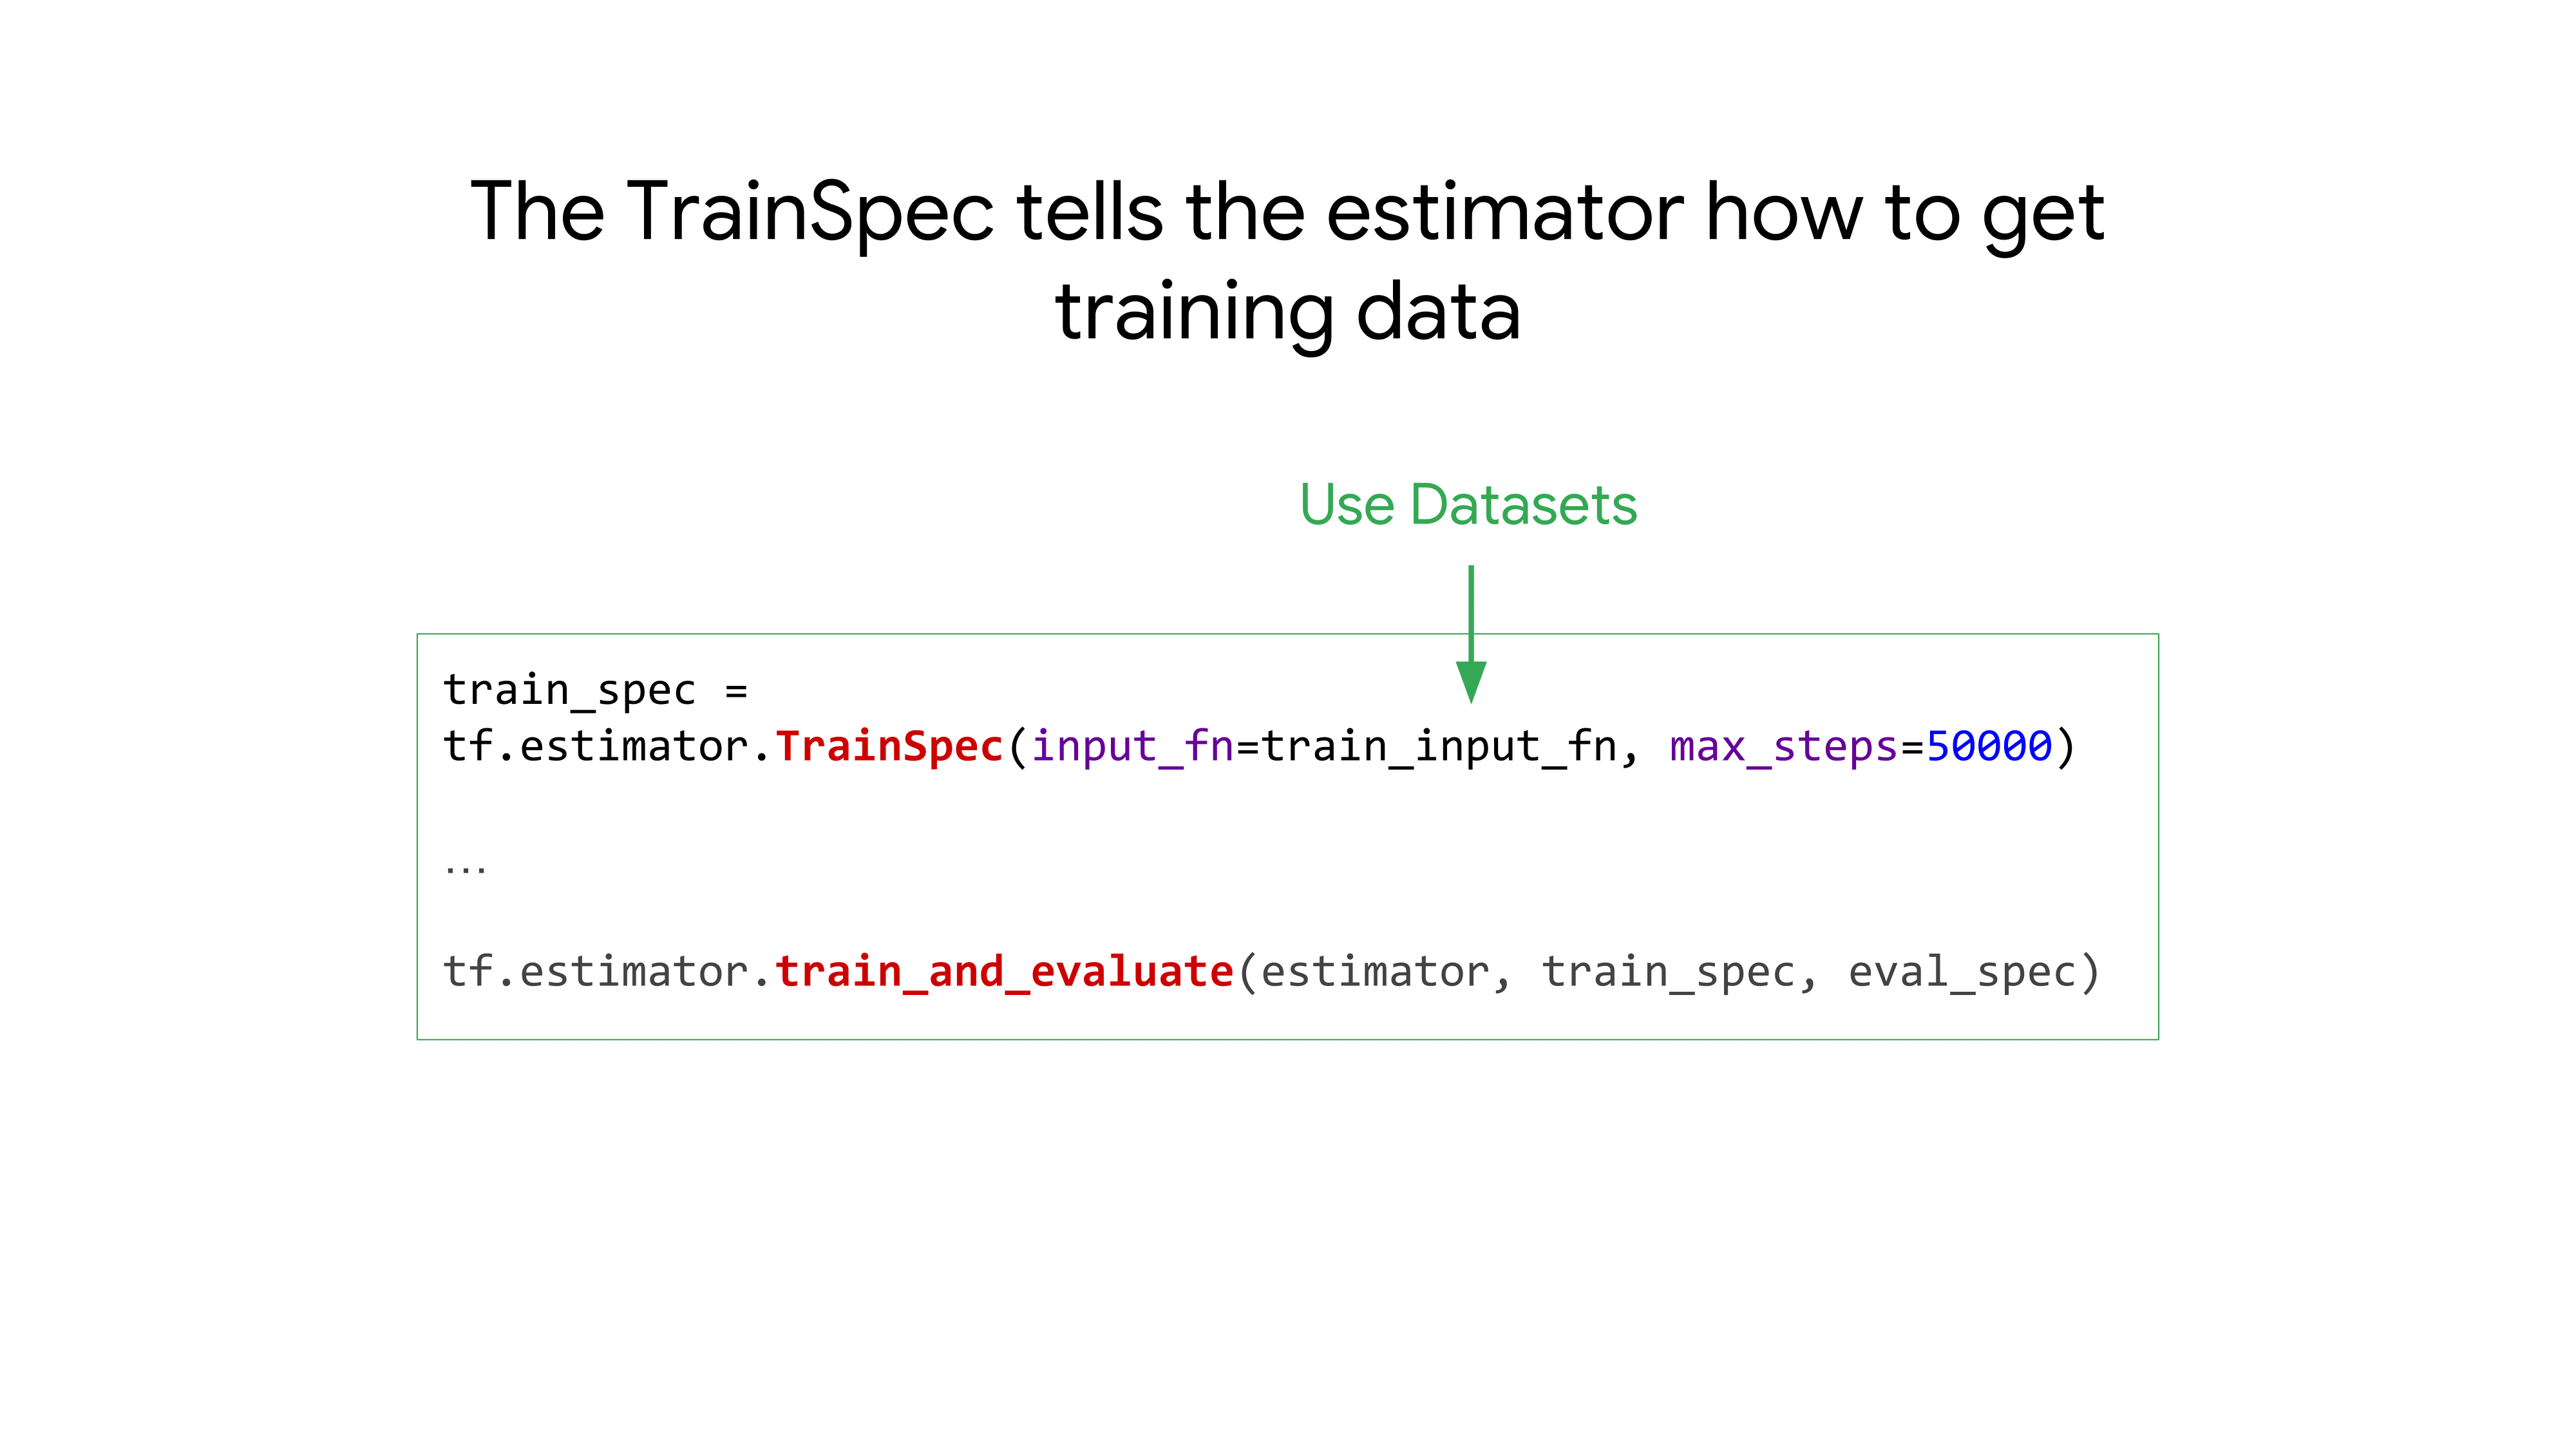 The TrainSpec tells the estimator how to get
training data
Use Datasets
train_spec =
tf.estimator.TrainSpec(input_fn=train_input_fn, max_steps=50000)
...
tf.estimator.train_and_evaluate(estimator, train_spec, eval_spec)